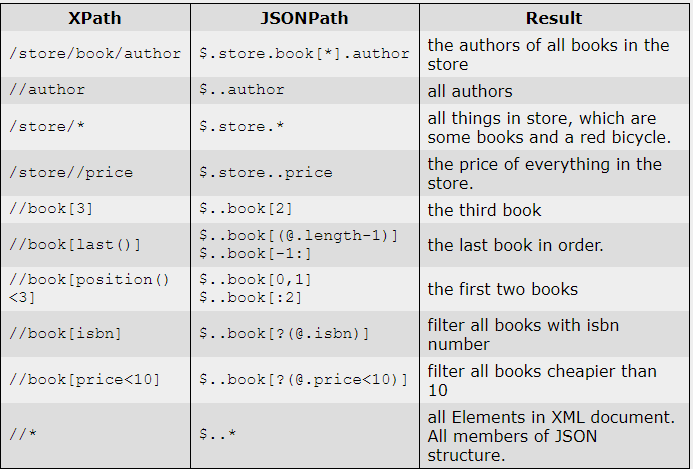 XPath JSONPath Result
/store/book/author $.store.book[*].author the authors of all books in the
store
//author $..author all authors
/store/* $.store.* all things in store, which are
some books and a red bicycle.
/store//price $.store..price the price of everything in the
store.
//book[3] $..book[2] the third book
//book[last()] $..book[(@.length-1)]
$..book[-1:] the last book in order.
//book[position()
<3] $..book[0,1]
$..book[:2] the first two books
//book[isbn] $..book[?(@.isbn)] filter all books with isbn
number
//book[price<10] $..book[?(@.price<10)] filter all books cheapier than
10
//* $..* all Elements in XML document.
All members of JSON
structure.